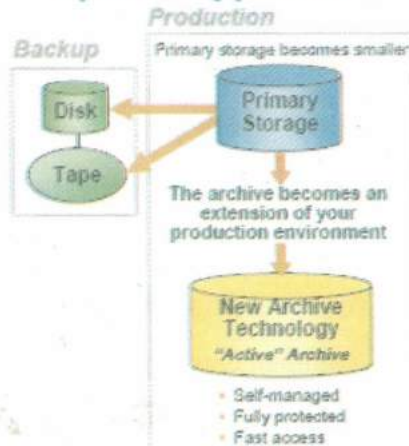 Production
Backup
Primary storage becomes smaller
Disk
Primary
Storage
Tape
The archive becomes an
extension of your
production environment
New Archive
Technology
"Active" Archive
• Self-managed
• Fully protected
• Fast access